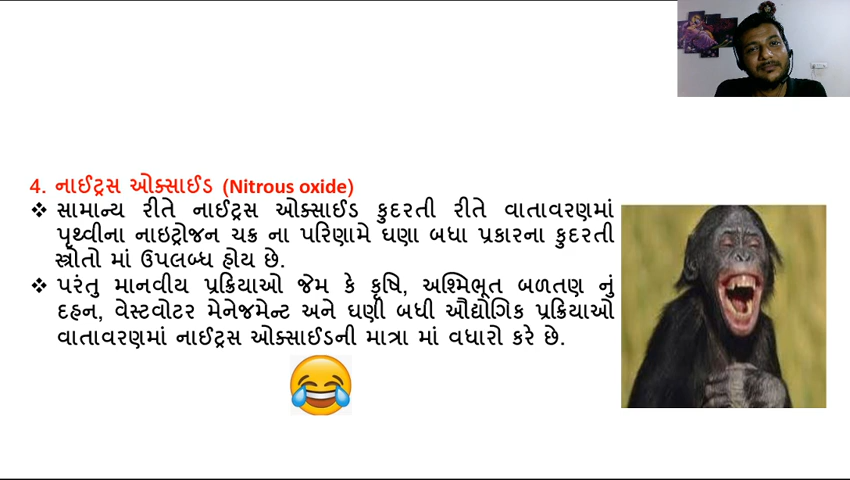 4. નાઈટ્રસ ઓક્સાઈડ (Nitrous oxide)
❖ સામાન્ય રીતે નાઈટ્રસ ઓક્સાઈડ કુદરતી રીતે વાતાવરણમાં
પૃથ્વીના નાઇટ્રોજન ચક્ર ના પરિણામે ઘણા બધા પ્રકારના કુદરતી
સ્ત્રોતો માં ઉપલબ્ધ હોય છે.
❖ પરંતુ માનવીય પ્રક્રિયાઓ જેમ કે કૃષિ, અશ્મિભૂત બળતણ નું
દહન, વેસ્ટવોટર મેનેજમેન્ટ અને ઘણી બધી ઔદ્યોગિક પ્રક્રિયાઓ
વાતાવરણમાં નાઈટ્રસ ઓક્સાઈડની માત્રા માં વધારો કરે છે.